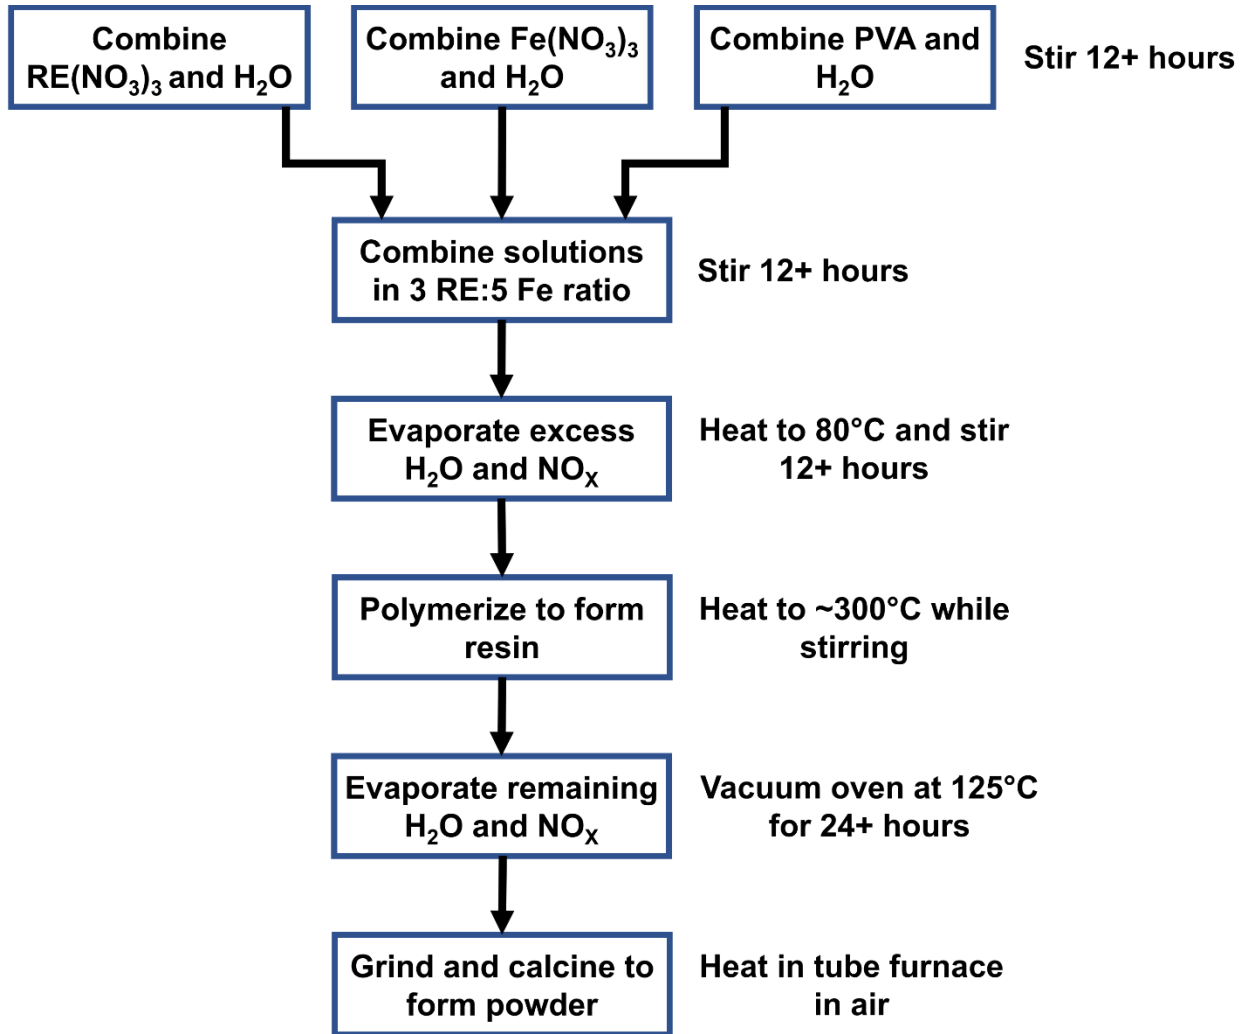 Combine
RE(NO₃)₃ and H₂O
Combine Fe(NO₃)₃
and H₂O
Combine PVA and
H₂O
Stir 12+ hours
Combine solutions
in 3 RE:5 Fe ratio
Stir 12+ hours
Evaporate excess
H₂O and NOₓ
Heat to 80°C and stir
12+ hours
Polymerize to form
resin
Heat to ~300°C while
stirring
Evaporate remaining
H₂O and NOₓ
Vacuum oven at 125°C
for 24+ hours
Grind and calcine to
form powder
Heat in tube furnace
in air